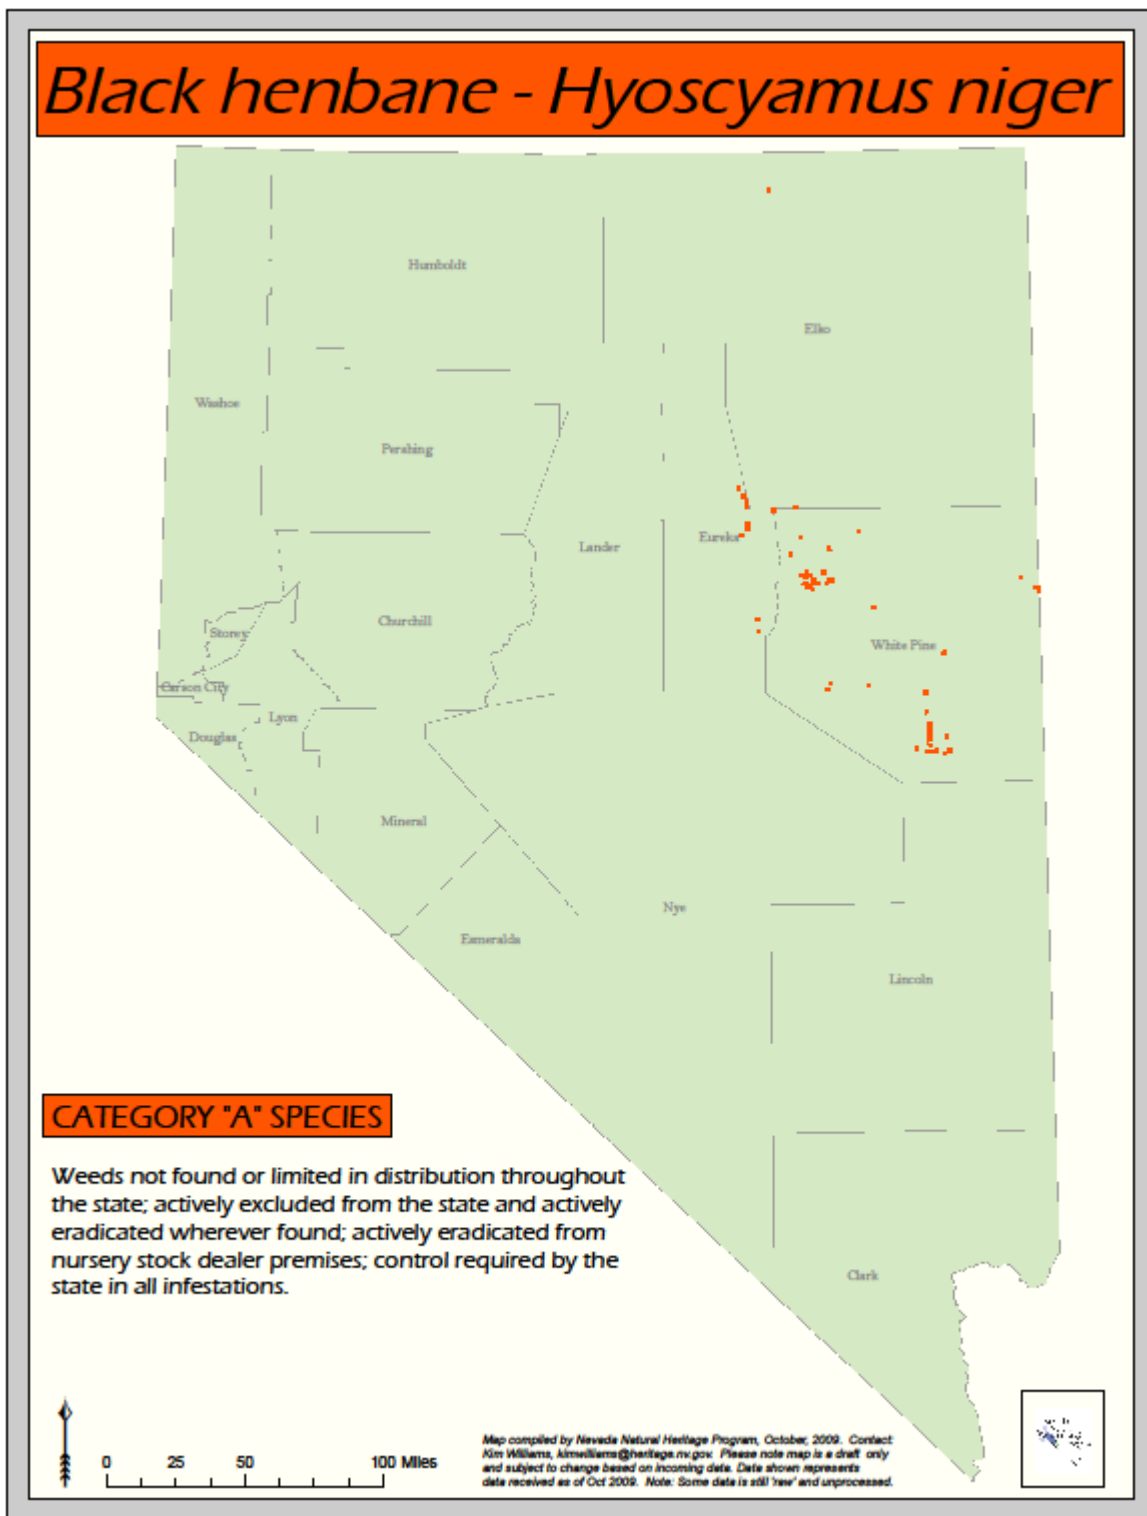 Black henbane - Hyoscyamus niger
Humboldt
Elko
Washoe
Pershing
Lander
Eureka
Storey
Churchill
White Pine
Carson City
Lyon
Douglas
Mineral
Nye
Esmeralda
Lincoln
Clark
CATEGORY "A" SPECIES
Weeds not found or limited in distribution throughout
the state; actively excluded from the state and actively
eradicated wherever found; actively eradicated from
nursery stock dealer premises; control required by the
state in all infestations.
0 25 50 100 Miles
Map compiled by Nevada Natural Heritage Program, October, 2009. Contact
Kim Williams, kimwilliams@heritage.nv.gov. Please note map is a draft only
and subject to change based on incoming data. Data shown represents
data received as of Oct 2009. Note: Some data is still 'raw' and unprocessed.